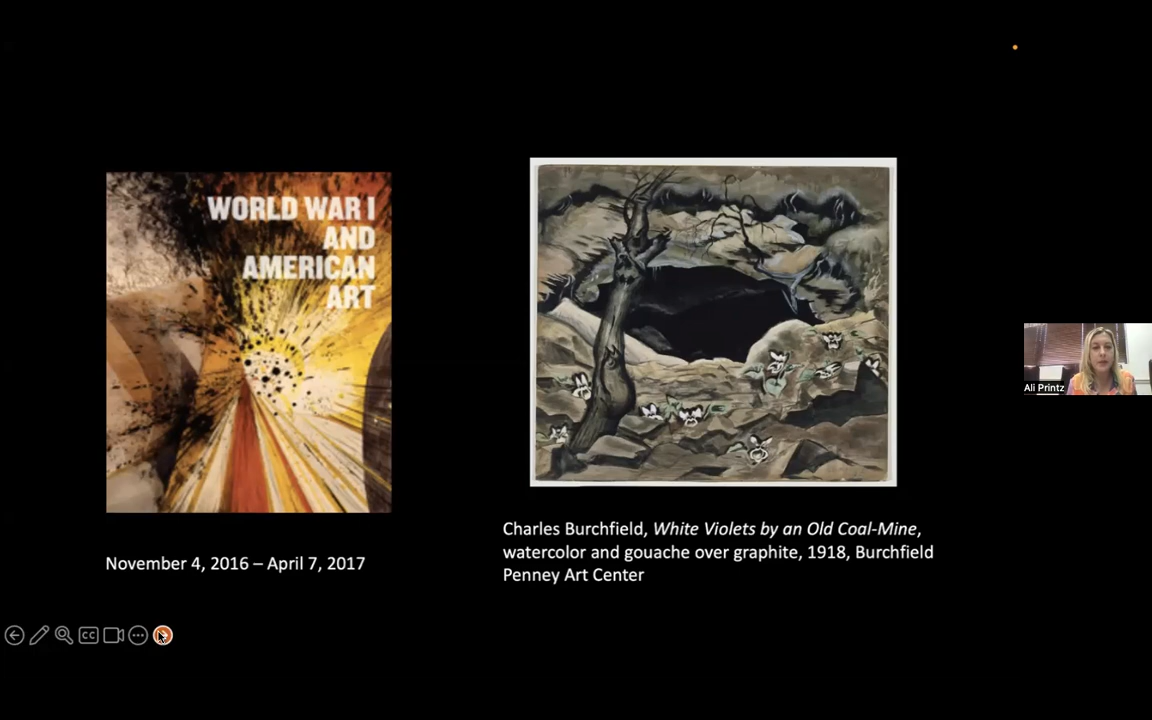 WORLD WAR I
AND
AMERICAN
ART
November 4, 2016 – April 7, 2017
Charles Burchfield, White Violets by an Old Coal-Mine,
watercolor and gouache over graphite, 1918, Burchfield
Penney Art Center
Ali Printz
CC